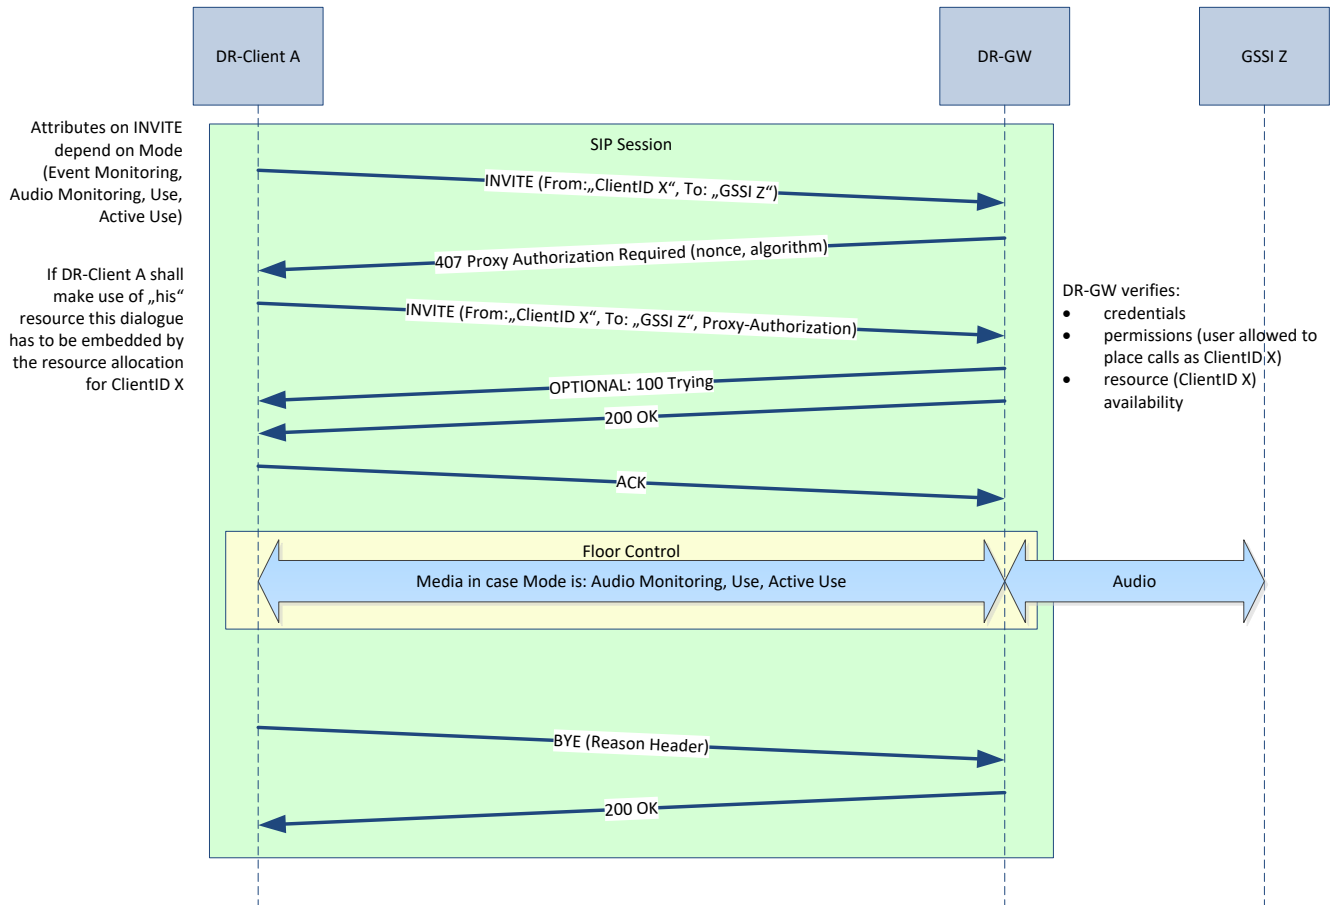 DR-Client A
DR-GW
GSSI Z
Attributes on INVITE
depend on Mode
(Event Monitoring,
Audio Monitoring, Use,
Active Use)
SIP Session
INVITE (From:„ClientID X“, To: „GSSI Z“)
407 Proxy Authorization Required (nonce, algorithm)
If DR-Client A shall
make use of „his“
resource this dialogue
has to be embedded by
the resource allocation
for ClientID X
INVITE (From:„ClientID X“, To: „GSSI Z“, Proxy-Authorization)
DR-GW verifies:
• credentials
• permissions (user allowed to
place calls as ClientID X)
• resource (ClientID X)
availability
OPTIONAL: 100 Trying
200 OK
ACK
Floor Control
Media in case Mode is: Audio Monitoring, Use, Active Use
Audio
BYE (Reason Header)
200 OK